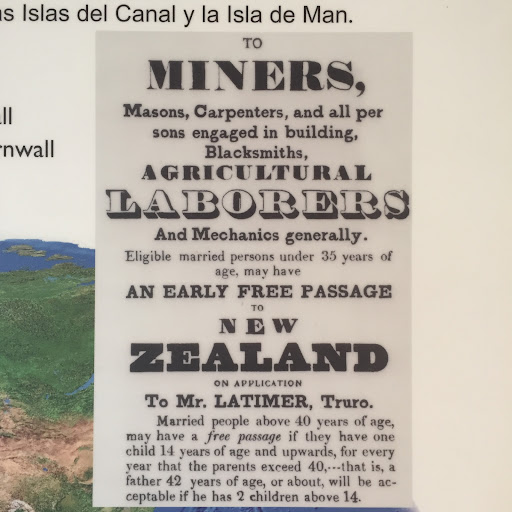 as Islas del Canal y la Isla de Man.
all
rnwall
TO
MINERS,
Masons, Carpenters, and all per
sons engaged in building,
Blacksmiths,
AGRICULTURAL
LABORERS
And Mechanics generally.
Eligible married persons under 35 years of
age, may have
AN EARLY FREE PASSAGE
TO
NEW
ZEALAND
ON APPLICATION
To Mr. LATIMER, Truro.
Married people above 40 years of age,
may have a free passage if they have one
child 14 years of age and upwards, for every
year that the parents exceed 40,---that is, a
father 42 years of age, or about, will be ac-
ceptable if he has 2 children above 14.